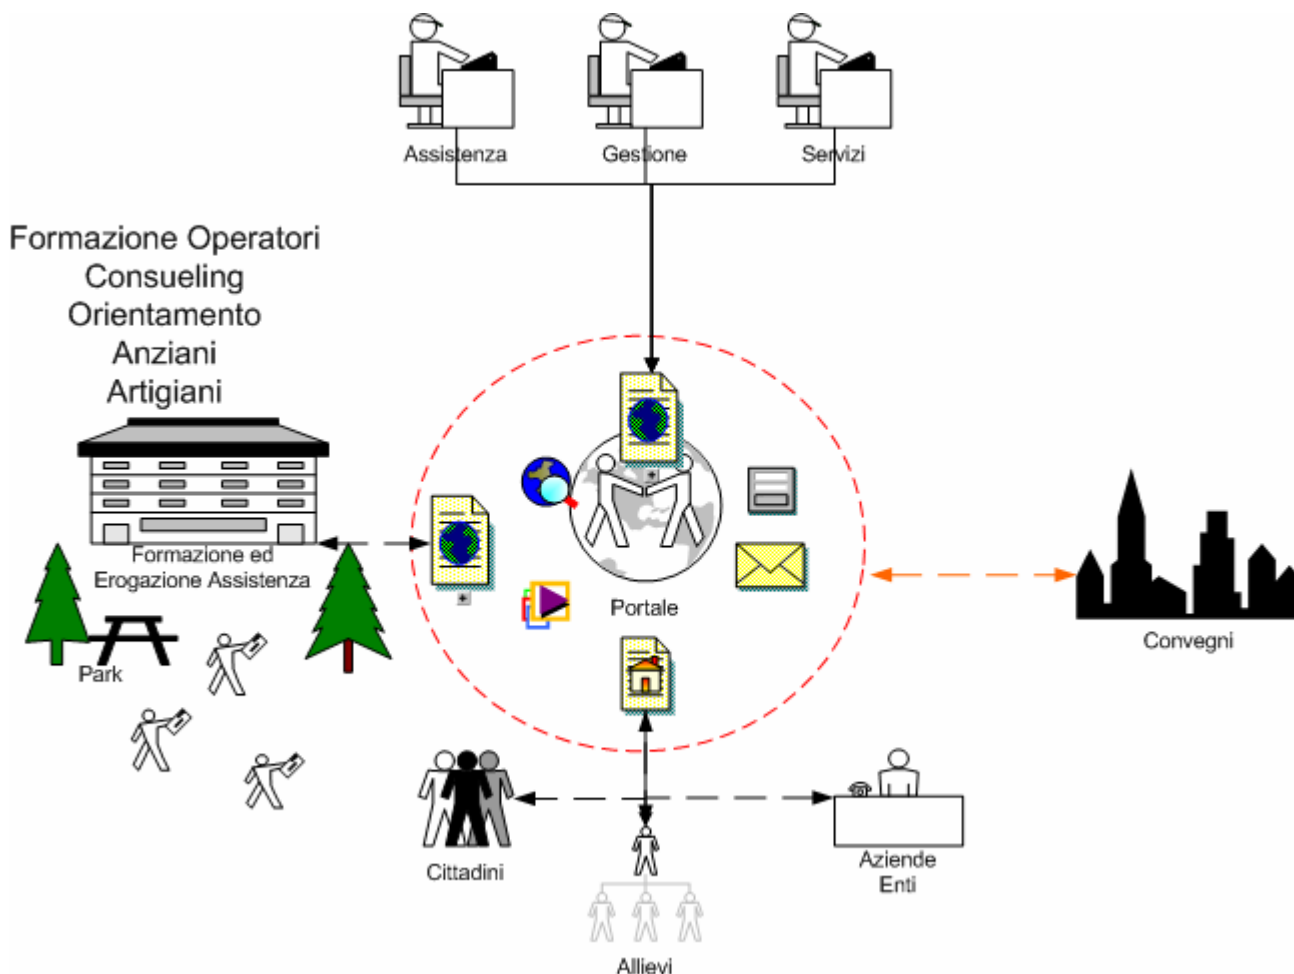 Assistenza
Gestione
Servizi
Formazione Operatori
Consueling
Orientamento
Anziani
Artigiani
Formazione ed
Erogazione Assistenza
Park
Portale
Convegni
Cittadini
Aziende
Enti
Allievi